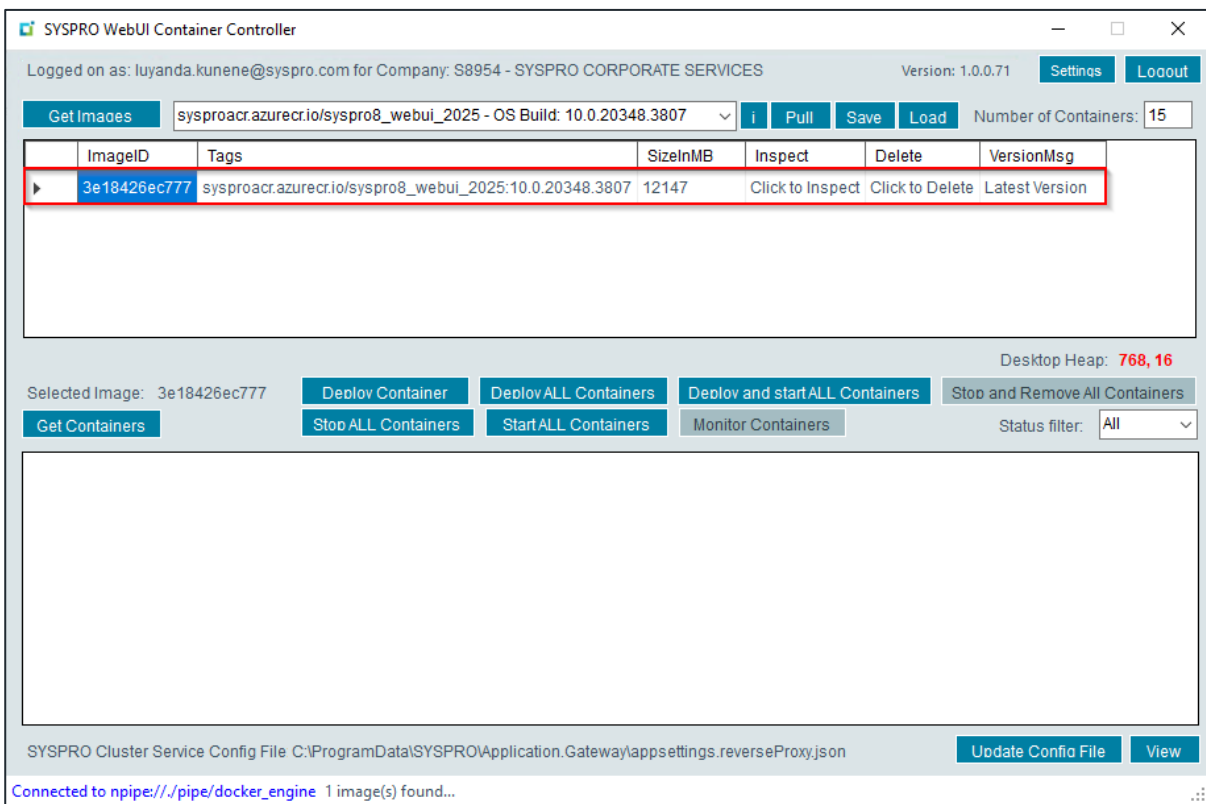 SYSPRO WebUI Container Controller
Logged on as: luyanda.kunene@syspro.com for Company: S8954 - SYSPRO CORPORATE SERVICES Version: 1.0.0.71 Settings Logout
Get Images sysproacr.azurecr.io/syspro8_webui_2025 - OS Build: 10.0.20348.3807 i Pull Save Load Number of Containers: 15
ImageID Tags SizeInMB Inspect Delete VersionMsg
3e18426ec777 sysproacr.azurecr.io/syspro8_webui_2025:10.0.20348.3807 12147 Click to Inspect Click to Delete Latest Version
Desktop Heap: 768, 16
Selected Image: 3e18426ec777 Deploy Container Deploy ALL Containers Deploy and start ALL Containers Stop and Remove All Containers
Get Containers Stop ALL Containers Start ALL Containers Monitor Containers Status filter: All
SYSPRO Cluster Service Config File C:\ProgramData\SYSPRO\Application.Gateway\appsettings.reverseProxy.json Update Config File View
Connected to npipe://./pipe/docker_engine 1 image(s) found...